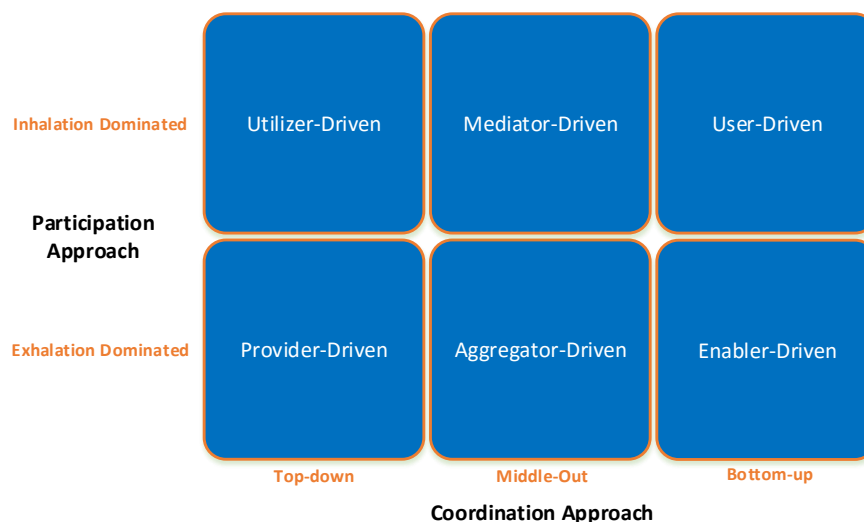 Inhalation Dominated
Utilizer-Driven
Mediator-Driven
User-Driven
Participation
Approach
Exhalation Dominated
Provider-Driven
Aggregator-Driven
Enabler-Driven
Top-down
Middle-Out
Bottom-up
Coordination Approach